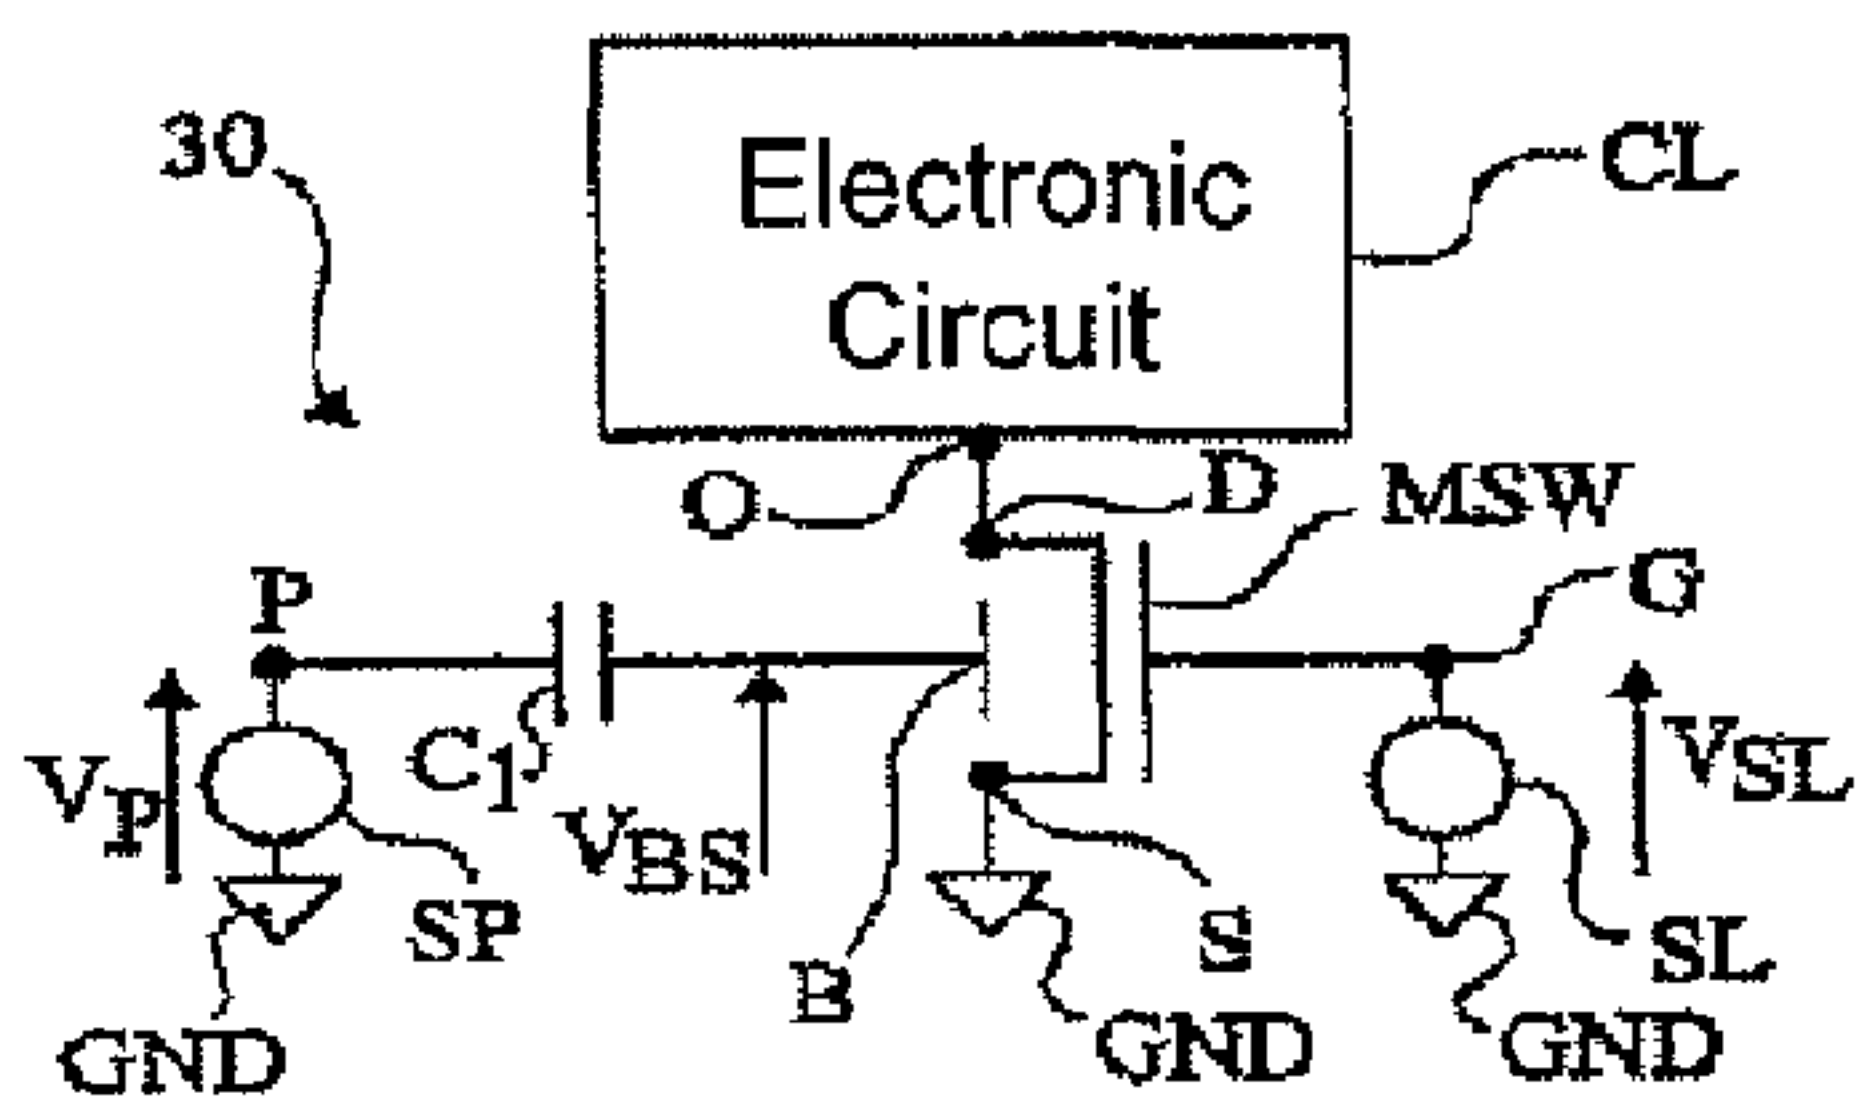 Electronic
Circuit
30
CL
O
D
MSW
P
G
C1
VP
VBS
VSL
SP
B
S
SL
GND
GND
GND